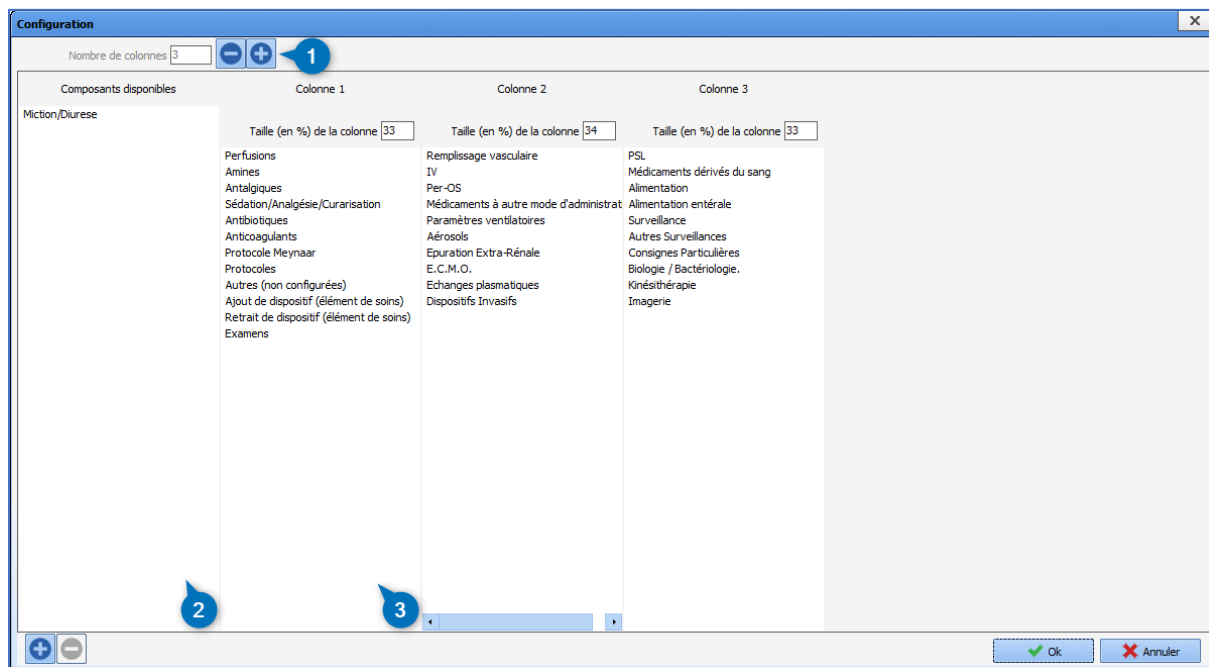 Configuration
Nombre de colonnes 3
1
Composants disponibles
Miction/Diurese
Colonne 1
Taille (en %) de la colonne 33
Perfusions
Amines
Antalgiques
Sédation/Analgésie/Curarisation
Antibiotiques
Anticoagulants
Protocole Meynaar
Protocoles
Autres (non configurées)
Ajout de dispositif (élément de soins)
Retrait de dispositif (élément de soins)
Examens
Colonne 2
Taille (en %) de la colonne 34
Remplissage vasculaire
IV
Per-OS
Médicaments à autre mode d'administrat
Paramètres ventilatoires
Aérosols
Epuration Extra-Rénale
E.C.M.O.
Echanges plasmatiques
Dispositifs Invasifs
Colonne 3
Taille (en %) de la colonne 33
PSL
Médicaments dérivés du sang
Alimentation
Alimentation entérale
Surveillance
Autres Surveillances
Consignes Particulières
Biologie / Bactériologie.
Kinésithérapie
Imagerie
2
3
Ok
Annuler